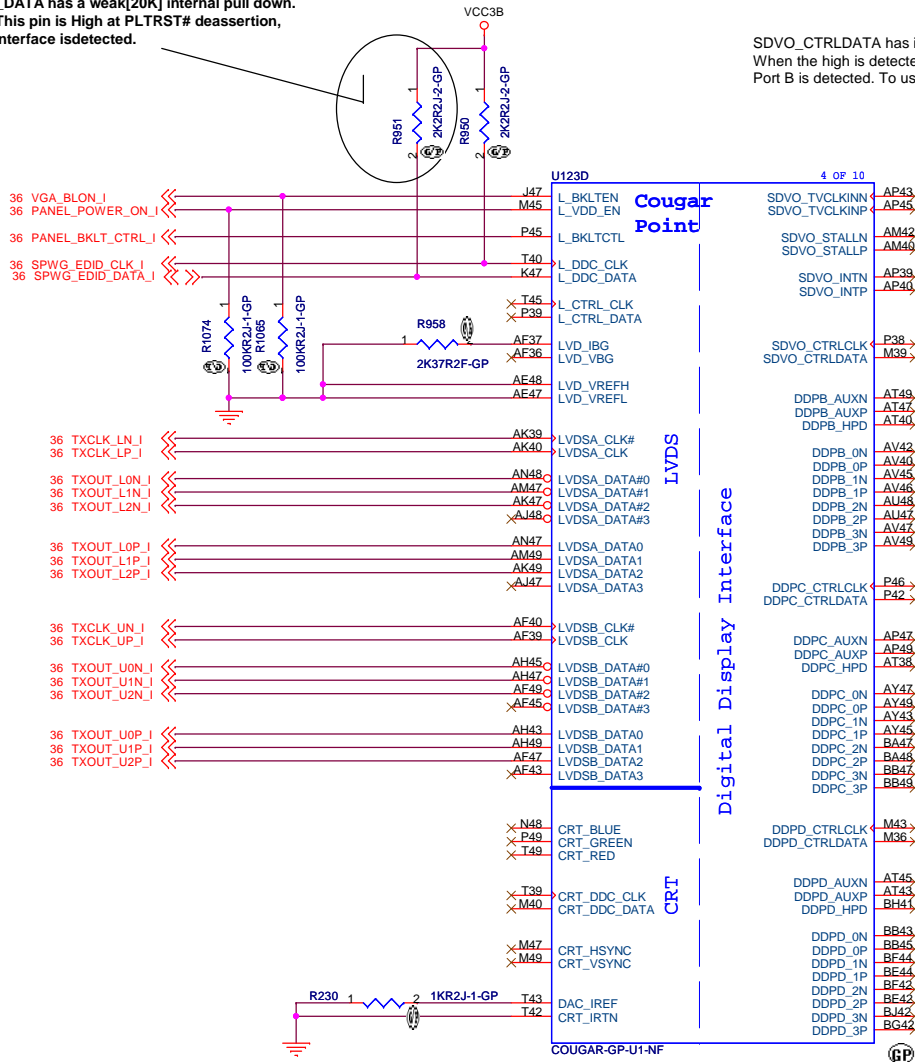 _DATA has a weak[20K] internal pull down.
This pin is High at PLTRST# deassertion,
nterface isdetected.
VCC3B
SDVO_CTRLDATA has i
When the high is detecte
Port B is detected. To us
R951
2K2R2J-2-GP
R950
2K2R2J-2-GP
1
2
1
2
U123D
4 OF 10
Cougar
Point
36 VGA_BLON_I
J47
L_BKLTEN
36 PANEL_POWER_ON_I
M45
L_VDD_EN
36 PANEL_BKLT_CTRL_I
P45
L_BKLTCTL
36 SPWG_EDID_CLK_I
T40
L_DDC_CLK
36 SPWG_EDID_DATA_I
K47
L_DDC_DATA
T45
L_CTRL_CLK
P39
L_CTRL_DATA
R1074
100KR2J-1-GP
R1065
100KR2J-1-GP
1
2
1
2
R958
1
2
2K37R2F-GP
AF37
LVD_IBG
AF36
LVD_VBG
AE48
LVD_VREFH
AE47
LVD_VREFL
LVDS
36 TXCLK_LN_I
AK39
LVDSA_CLK#
36 TXCLK_LP_I
AK40
LVDSA_CLK
36 TXOUT_L0N_I
AN48
LVDSA_DATA#0
36 TXOUT_L1N_I
AM47
LVDSA_DATA#1
36 TXOUT_L2N_I
AK47
LVDSA_DATA#2
AJ48
LVDSA_DATA#3
36 TXOUT_L0P_I
AN47
LVDSA_DATA0
36 TXOUT_L1P_I
AM49
LVDSA_DATA1
36 TXOUT_L2P_I
AK49
LVDSA_DATA2
AJ47
LVDSA_DATA3
36 TXCLK_UN_I
AF40
LVDSB_CLK#
36 TXCLK_UP_I
AF39
LVDSB_CLK
36 TXOUT_U0N_I
AH45
LVDSB_DATA#0
36 TXOUT_U1N_I
AH47
LVDSB_DATA#1
36 TXOUT_U2N_I
AF49
LVDSB_DATA#2
AF45
LVDSB_DATA#3
36 TXOUT_U0P_I
AH43
LVDSB_DATA0
36 TXOUT_U1P_I
AH49
LVDSB_DATA1
36 TXOUT_U2P_I
AF47
LVDSB_DATA2
AF43
LVDSB_DATA3
CRT
N48
CRT_BLUE
P49
CRT_GREEN
T49
CRT_RED
T39
CRT_DDC_CLK
M40
CRT_DDC_DATA
M47
CRT_HSYNC
M49
CRT_VSYNC
R230
1
2
1KR2J-1-GP
T43
DAC_IREF
T42
CRT_IRTN
Digital Display Interface
SDVO_TVCLKINN
AP43
SDVO_TVCLKINP
AP45
SDVO_STALLN
AM42
SDVO_STALLP
AM40
SDVO_INTN
AP39
SDVO_INTP
AP40
SDVO_CTRLCLK
P38
SDVO_CTRLDATA
M39
DDPB_AUXN
AT49
DDPB_AUXP
AT47
DDPB_HPD
AT40
DDPB_0N
AV42
DDPB_0P
AV40
DDPB_1N
AV45
DDPB_1P
AV46
DDPB_2N
AU48
DDPB_2P
AU47
DDPB_3N
AV47
DDPB_3P
AV49
DDPC_CTRLCLK
P46
DDPC_CTRLDATA
P42
DDPC_AUXN
AP47
DDPC_AUXP
AP49
DDPC_HPD
AT38
DDPC_0N
AY47
DDPC_0P
AY49
DDPC_1N
AY43
DDPC_1P
AY45
DDPC_2N
BA47
DDPC_2P
BA48
DDPC_3N
BB47
DDPC_3P
BB49
DDPD_CTRLCLK
M43
DDPD_CTRLDATA
M36
DDPD_AUXN
AT45
DDPD_AUXP
AT43
DDPD_HPD
BH41
DDPD_0N
BB43
DDPD_0P
BB45
DDPD_1N
BF44
DDPD_1P
BE44
DDPD_2N
BF42
DDPD_2P
BE42
DDPD_3N
BJ42
DDPD_3P
BG42
COUGAR-GP-U1-NF
GP